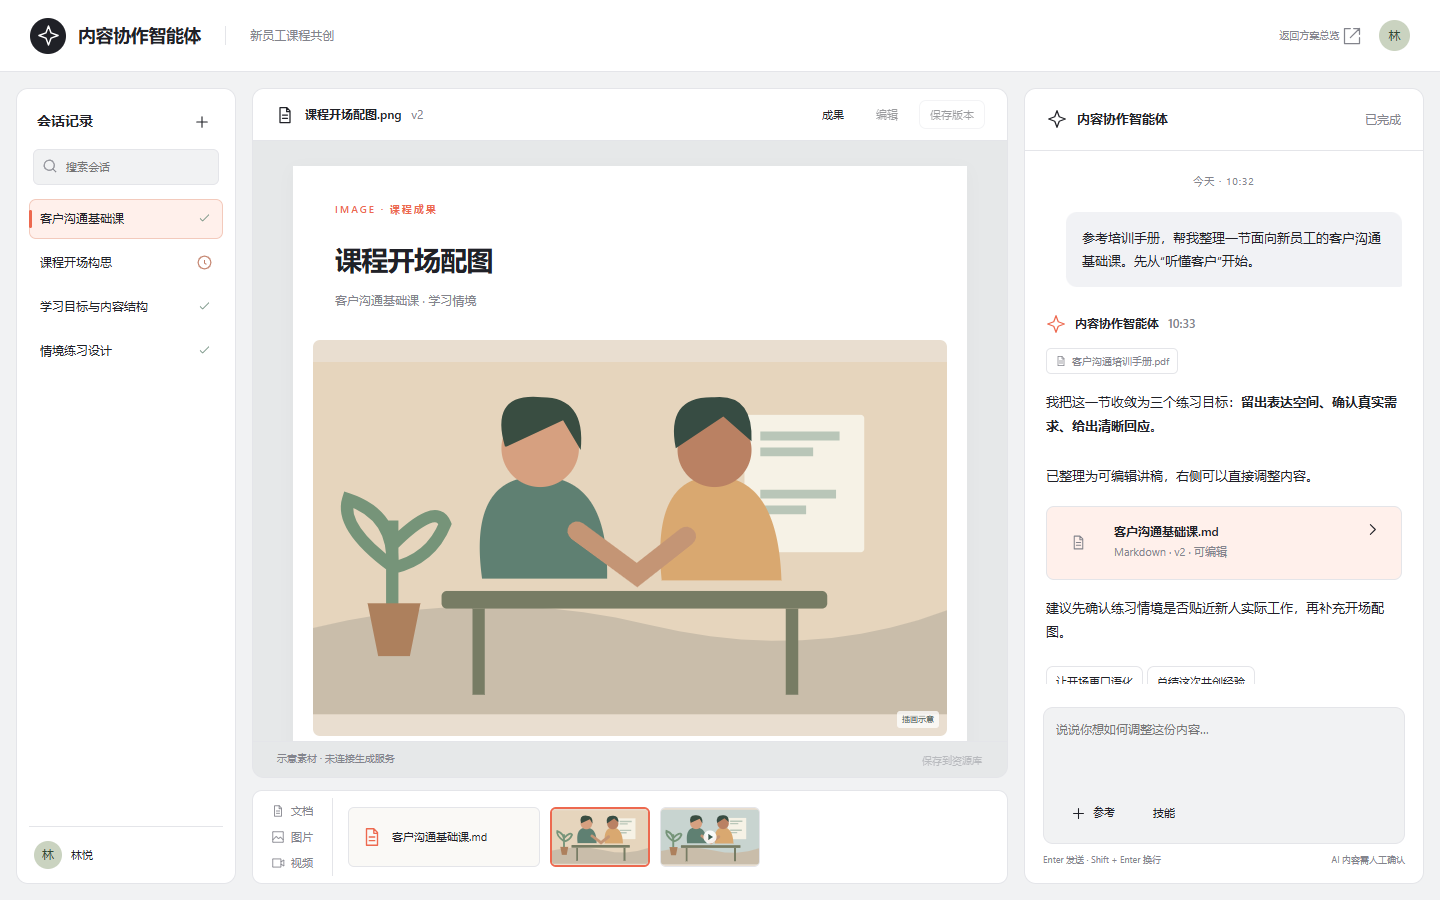 内容协作智能体
新员工课程共创
返回方案总览
林
会话记录
搜索会话
客户沟通基础课
课程开场构思
学习目标与内容结构
情境练习设计
林 林悦
课程开场配图.png v2
成果 编辑 保存版本
IMAGE · 课程成果
课程开场配图
客户沟通基础课 · 学习情境
插画示意
示意素材 · 未连接生成服务
保存到资源库
文档
图片
视频
客户沟通基础课.md
内容协作智能体
已完成
今天 · 10:32
参考培训手册，帮我整理一节面向新员工的客户沟通
基础课。先从“听懂客户”开始。
内容协作智能体 10:33
客户沟通培训手册.pdf
我把这一节收敛为三个练习目标：留出表达空间、确认真实需
求、给出清晰回应。
已整理为可编辑讲稿，右侧可以直接调整内容。
客户沟通基础课.md
Markdown · v2 · 可编辑
建议先确认练习情境是否贴近新人实际工作，再补充开场配
图。
让开场更口语化 总结这次共创经验
说说你想如何调整这份内容...
参考 技能
Enter 发送 · Shift + Enter 换行
AI 内容需人工确认